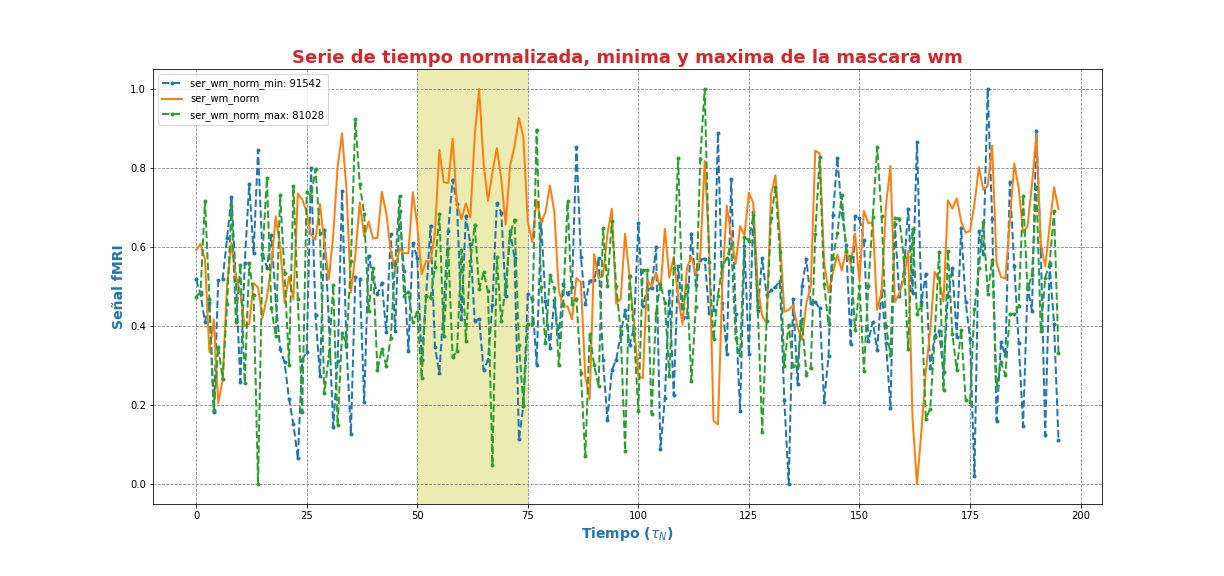 Serie de tiempo normalizada, minima y maxima de la mascara wm
ser_wm_norm_min: 91542
ser_wm_norm
ser_wm_norm_max: 81028
1.0
0.8
0.6
0.4
0.2
0.0
Señal fMRI
0 25 50 75 100 125 150 175 200
Tiempo (τ_N)